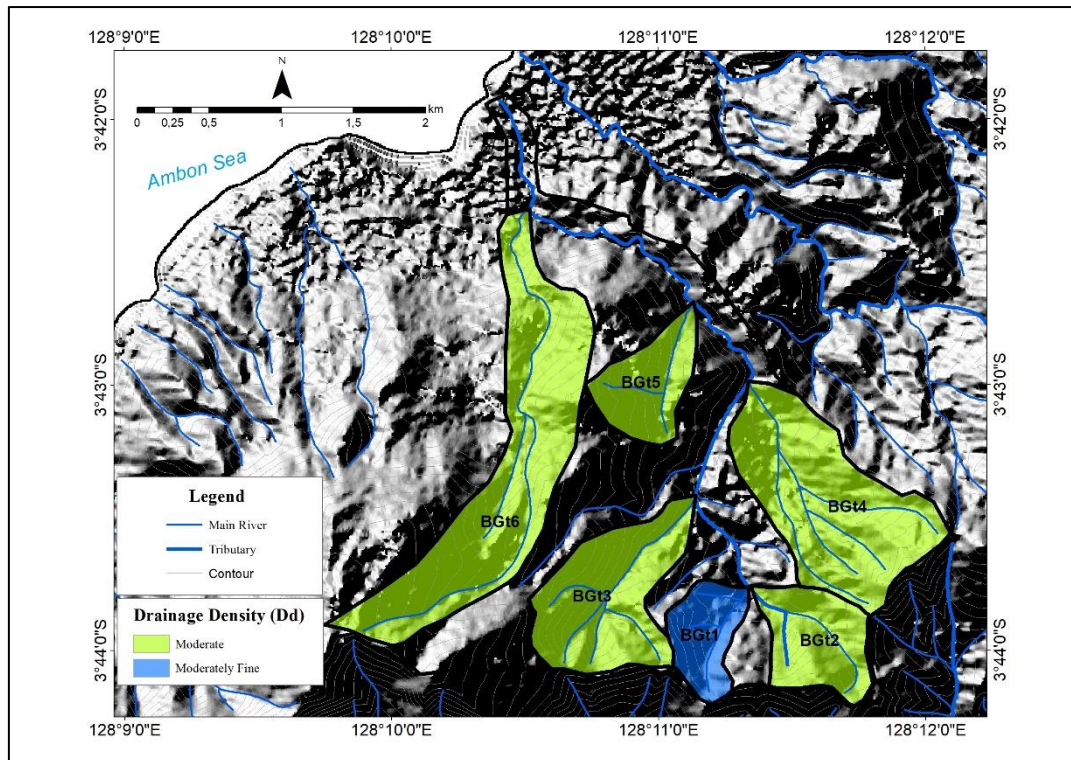 128°9'0"E 128°10'0"E 128°11'0"E 128°12'0"E
N
km
0 0,25 0,5 1 1,5 2
3°42'0"S 3°42'0"S
Ambon Sea
3°43'0"S 3°43'0"S
BGt5
BGt4
BGt6
Legend
Main River
Tributary
Contour
BGt3
Drainage Density (Dd)
Moderate
Moderately Fine
BGt1
BGt2
3°44'0"S 3°44'0"S
128°9'0"E 128°10'0"E 128°11'0"E 128°12'0"E